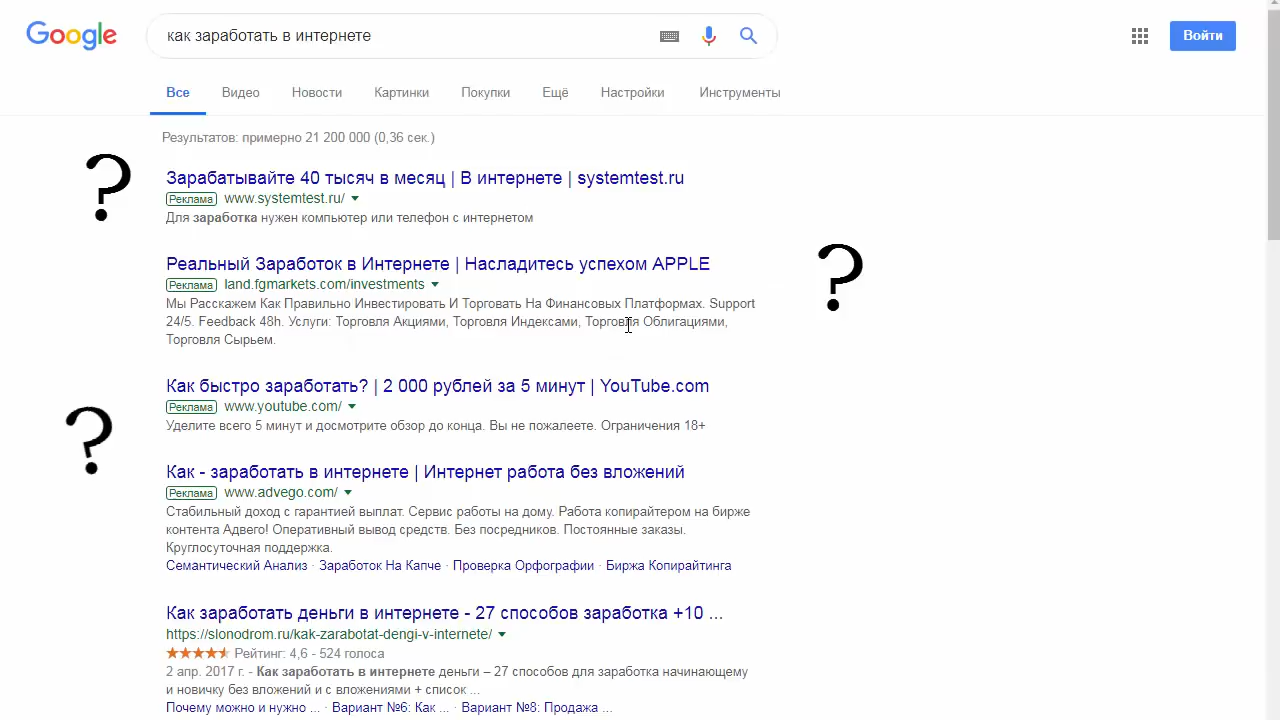 Google
как заработать в интернете
Войти
Все Видео Новости Картинки Покупки Ещё Настройки Инструменты
Результатов: примерно 21 200 000 (0,36 сек.)
?
Зарабатывайте 40 тысяч в месяц | В интернете | systemtest.ru
Реклама www.systemtest.ru/
Для заработка нужен компьютер или телефон с интернетом
?
Реальный Заработок в Интернете | Насладитесь успехом APPLE
Реклама land.fgmarkets.com/investments
Мы Расскажем Как Правильно Инвестировать И Торговать На Финансовых Платформах. Support
24/5. Feedback 48h. Услуги: Торговля Акциями, Торговля Индексами, Торговля Облигациями,
Торговля Сырьем.
Как быстро заработать? | 2 000 рублей за 5 минут | YouTube.com
Реклама www.youtube.com/
?
Уделите всего 5 минут и досмотрите обзор до конца. Вы не пожалеете. Ограничения 18+
Как - заработать в интернете | Интернет работа без вложений
Реклама www.advego.com/
Стабильный доход с гарантией выплат. Сервис работы на дому. Работа копирайтером на бирже
контента Адвего! Оперативный вывод средств. Без посредников. Постоянные заказы.
Круглосуточная поддержка.
Семантический Анализ · Заработок На Капче · Проверка Орфографии · Биржа Копирайтинга
Как заработать деньги в интернете - 27 способов заработка +10 ...
https://slonodrom.ru/kak-zarabotat-dengi-v-internete/
Рейтинг: 4,6 - 524 голоса
2 апр. 2017 г. - Как заработать в интернете деньги – 27 способов для заработка начинающему
и новичку без вложений и с вложениями + список ...
Почему можно и нужно ... · Вариант №6: Как ... · Вариант №8: Продажа ...